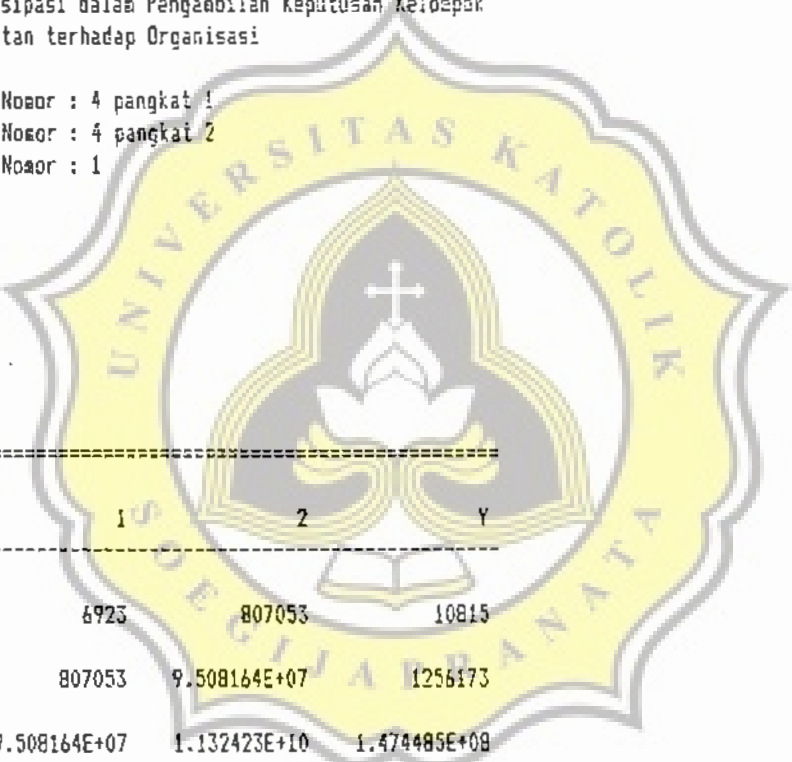 sipasi dalam Pengambilan Keputusan Kelompok
tan terhadap Organisasi
Nomor : 4 pangkat 1
Nomor : 4 pangkat 2
Nomor : 1
UNIVERSITAS KATOLIK
SOEGIJAPRANATA
1 2 Y
6923 807053 10815
807053 9.508164E+07 1256173
9.508164E+07 1.132423E+10 1.474485E+08